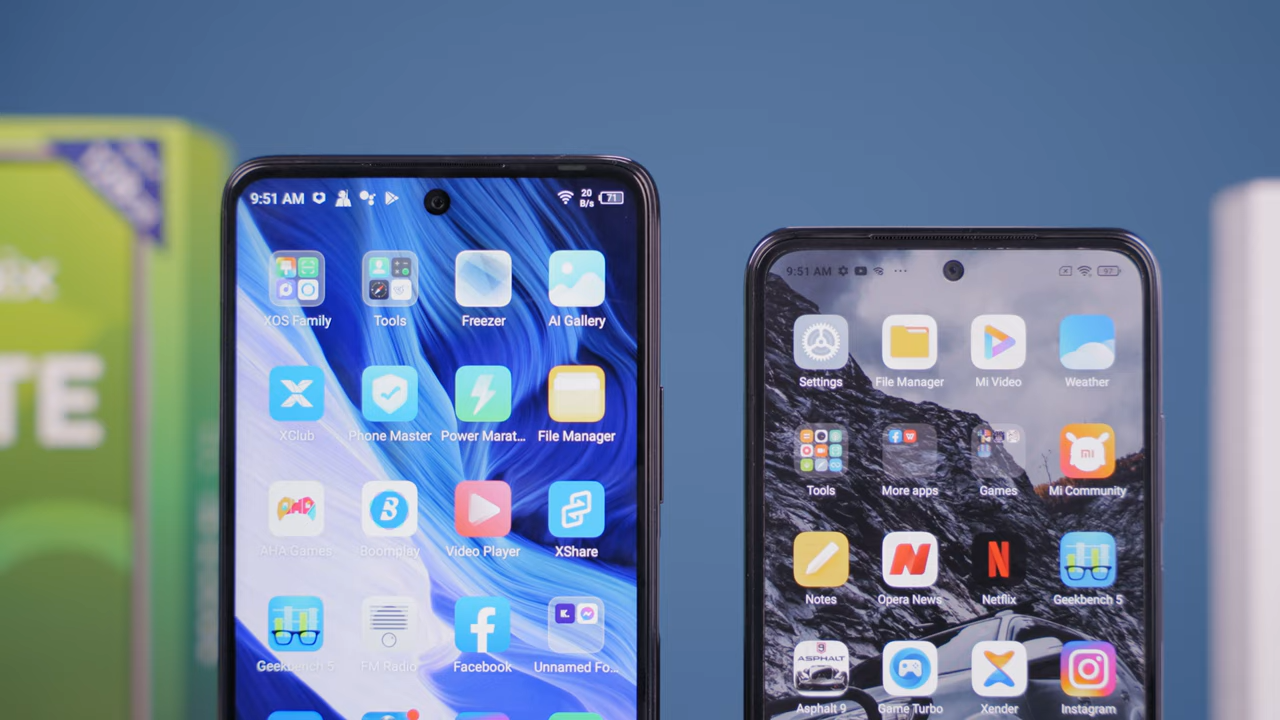 TE
9:51 AM
20
B/s
71
XOS Family
Tools
Freezer
AI Gallery
XClub
Phone Master
Power Marat...
File Manager
AHA Games
Boomplay
Video Player
XShare
Geekbench 5
FM Radio
Facebook
Unnamed Fo...
9:51 AM
97
Settings
File Manager
Mi Video
Weather
Tools
More apps
Games
Mi Community
Notes
Opera News
Netflix
Geekbench 5
ASPHALT
Asphalt 9
Game Turbo
Xender
Instagram